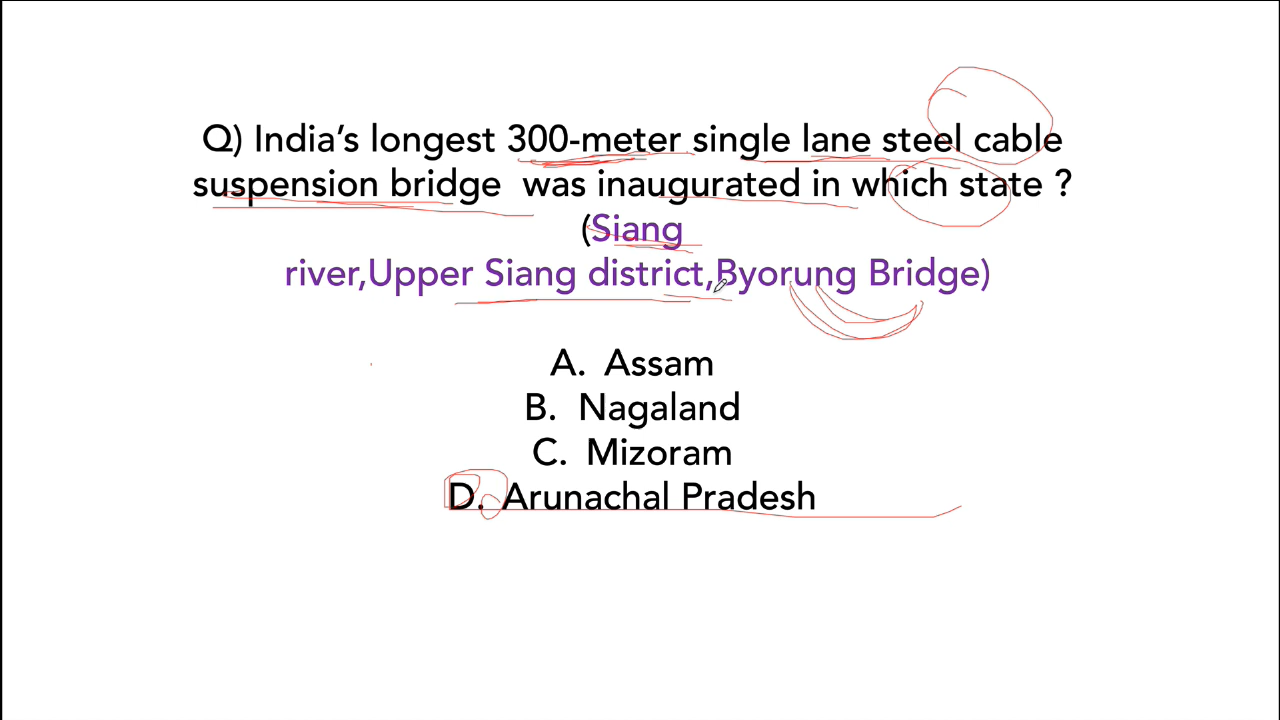 Q) India’s longest 300-meter single lane steel cable
suspension bridge was inaugurated in which state ?
(Siang
river,Upper Siang district,Byorung Bridge)
A. Assam
B. Nagaland
C. Mizoram
D. Arunachal Pradesh